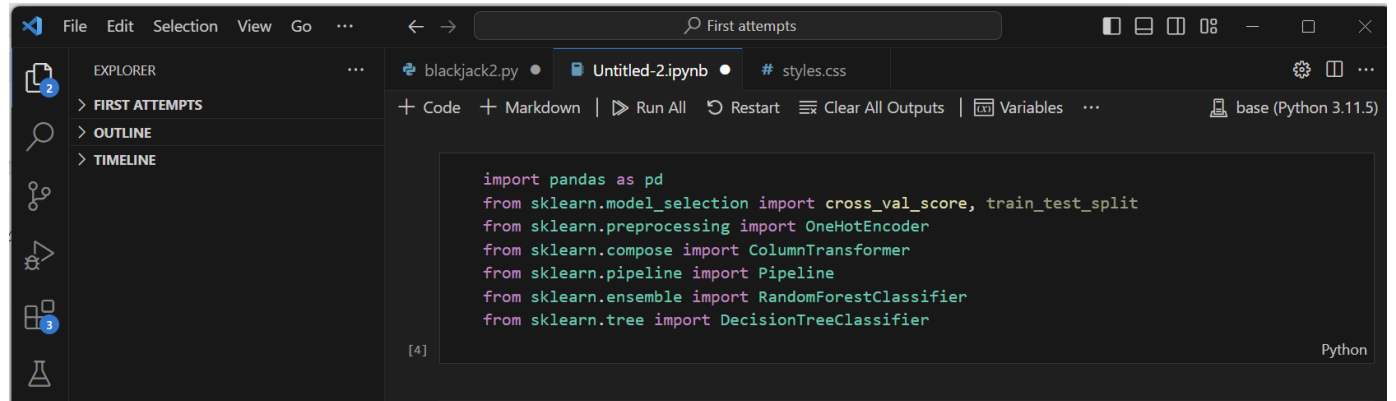 File Edit Selection View Go ··· ← → First attempts
EXPLORER ···
blackjack2.py ● Untitled-2.ipynb ● # styles.css ···
2
> FIRST ATTEMPTS
> OUTLINE
> TIMELINE
+ Code + Markdown | Run All Restart Clear All Outputs | (x) Variables ··· base (Python 3.11.5)
import pandas as pd
from sklearn.model_selection import cross_val_score, train_test_split
from sklearn.preprocessing import OneHotEncoder
from sklearn.compose import ColumnTransformer
from sklearn.pipeline import Pipeline
from sklearn.ensemble import RandomForestClassifier
from sklearn.tree import DecisionTreeClassifier
3
[4] Python